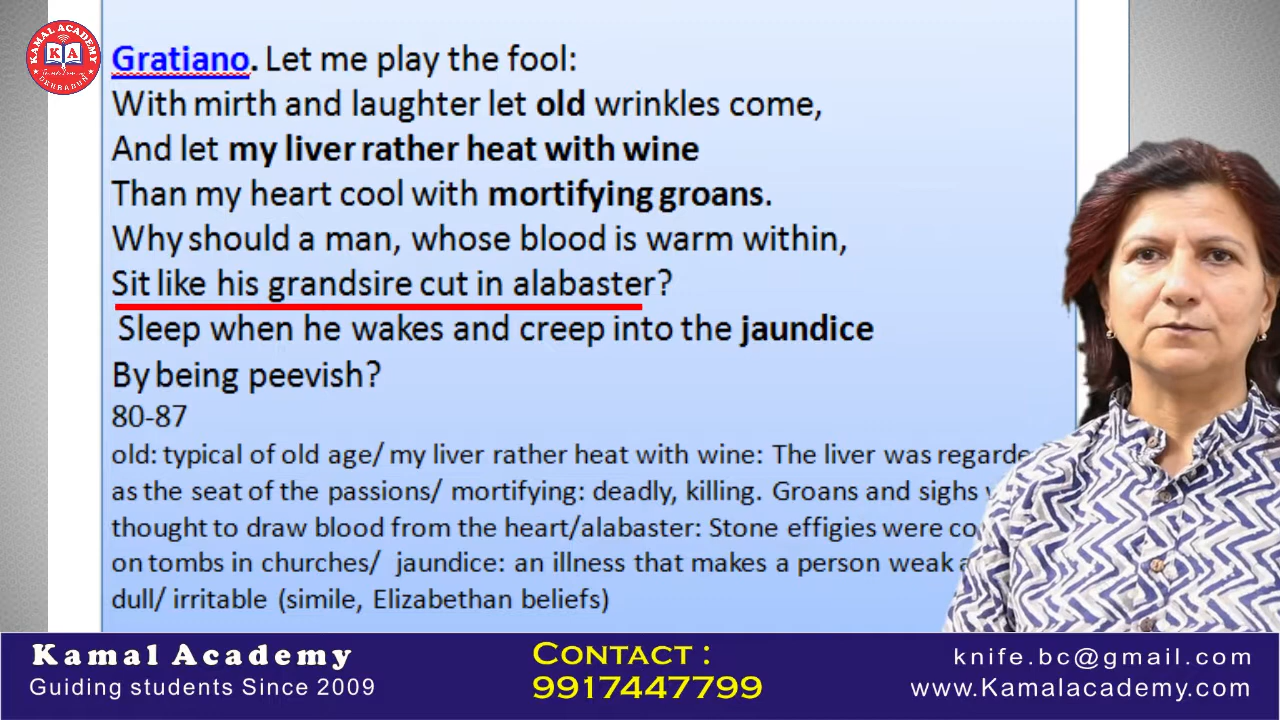 KAMAL ACADEMY
K A
DEHRADUN
Gratiano. Let me play the fool:
With mirth and laughter let old wrinkles come,
And let my liver rather heat with wine
Than my heart cool with mortifying groans.
Why should a man, whose blood is warm within,
Sit like his grandsire cut in alabaster?
Sleep when he wakes and creep into the jaundice
By being peevish?
80-87
old: typical of old age/ my liver rather heat with wine: The liver was regarde
as the seat of the passions/ mortifying: deadly, killing. Groans and sighs
thought to draw blood from the heart/alabaster: Stone effigies were co
on tombs in churches/ jaundice: an illness that makes a person weak a
dull/ irritable (simile, Elizabethan beliefs)
Kamal Academy
Guiding students Since 2009
CONTACT :
9917447799
knife.bc@gmail.com
www.Kamalacademy.com